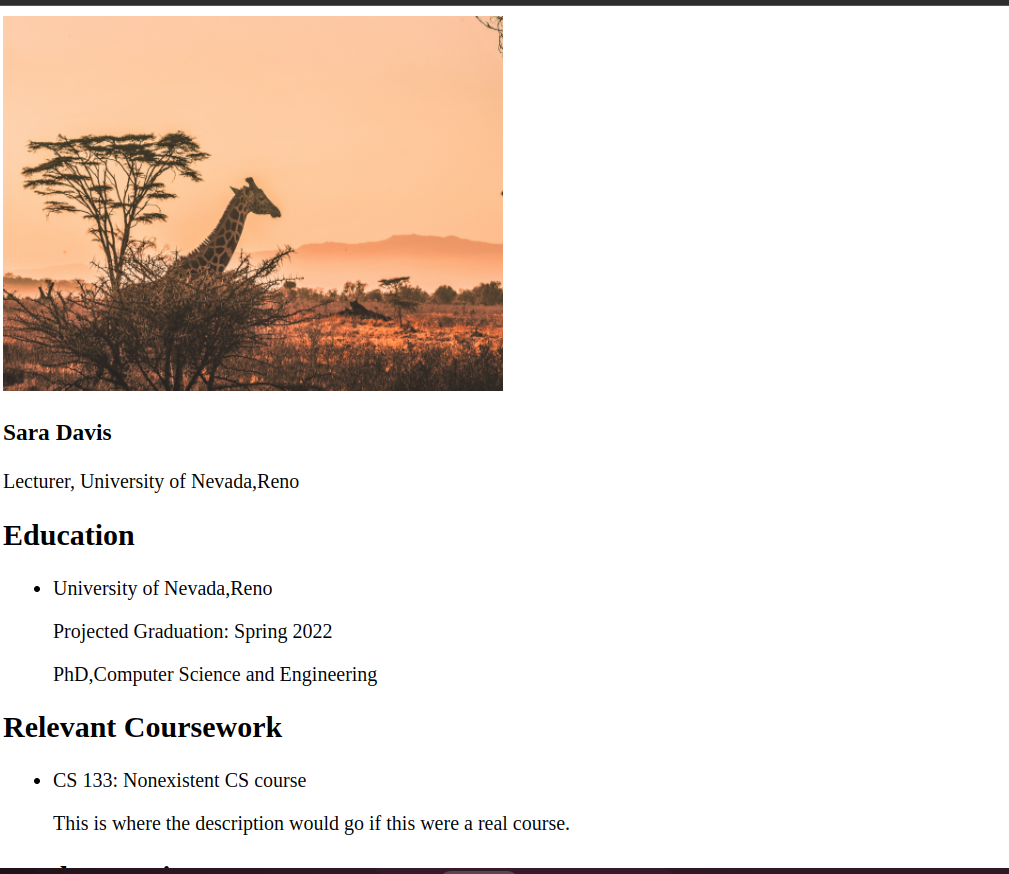 Sara Davis
Lecturer, University of Nevada,Reno
Education
University of Nevada,Reno
Projected Graduation: Spring 2022
PhD,Computer Science and Engineering
Relevant Coursework
CS 133: Nonexistent CS course
This is where the description would go if this were a real course.